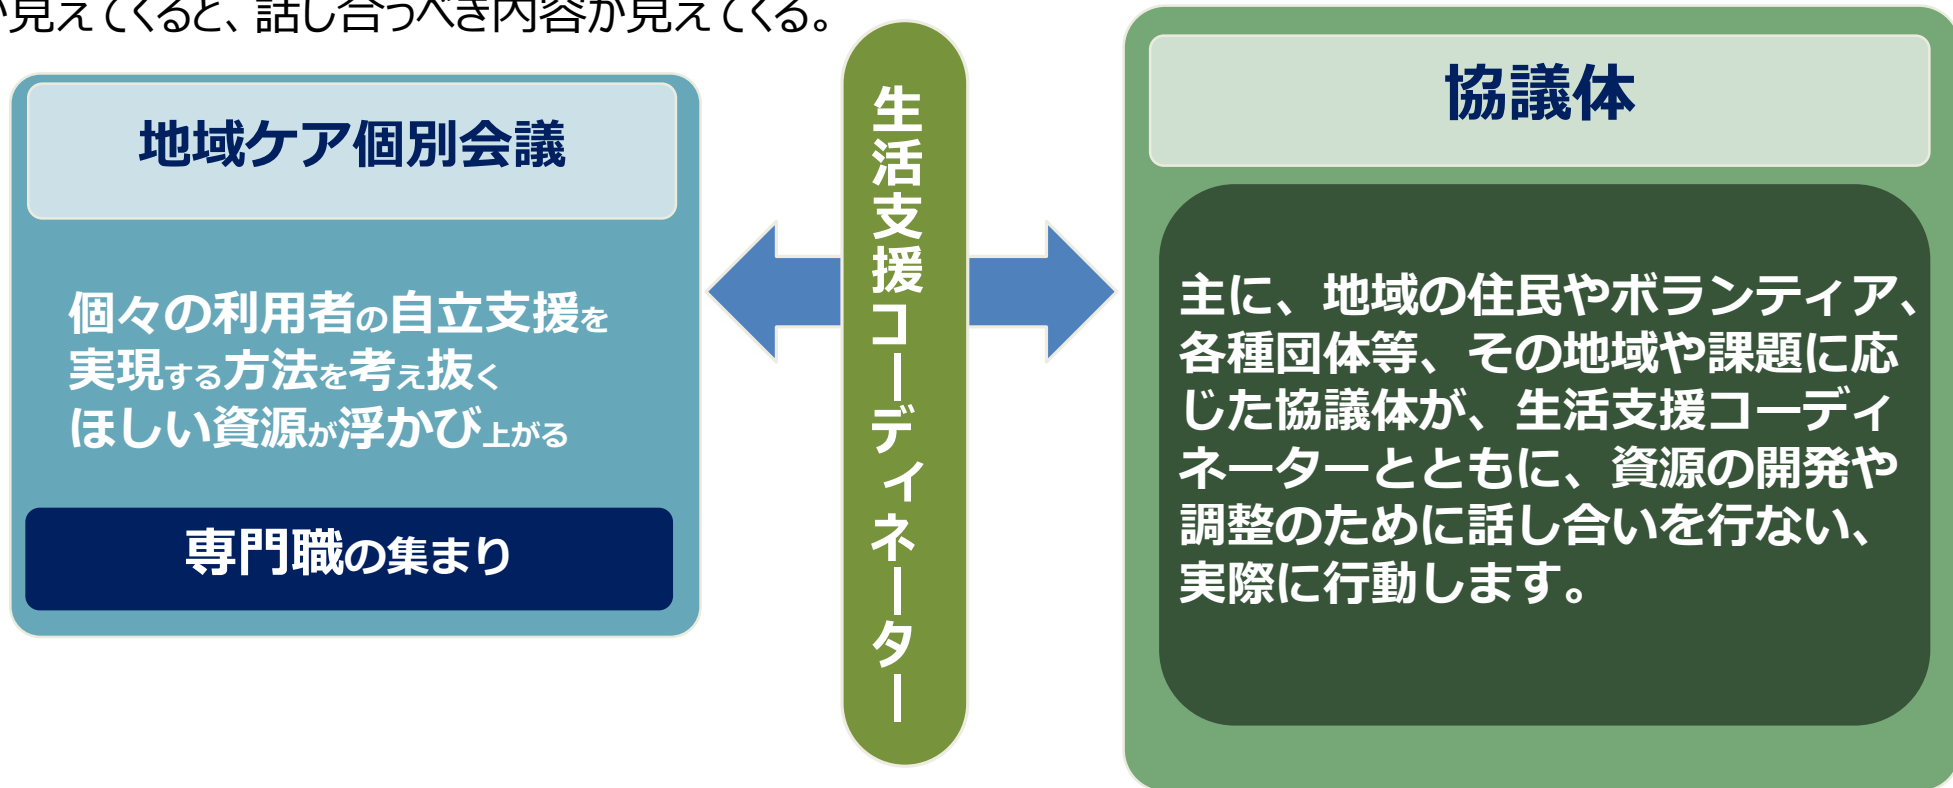 見えてくると、話し合うべき内容が見えてくる。
地域ケア個別会議
個々の利用者の自立支援を
実現する方法を考え抜く
ほしい資源が浮かび上がる
専門職の集まり
生活支援コーディネーター
協議体
主に、地域の住民やボランティア、
各種団体等、その地域や課題に応
じた協議体が、生活支援コーディ
ネーターとともに、資源の開発や
調整のために話し合いを行ない、
実際に行動します。